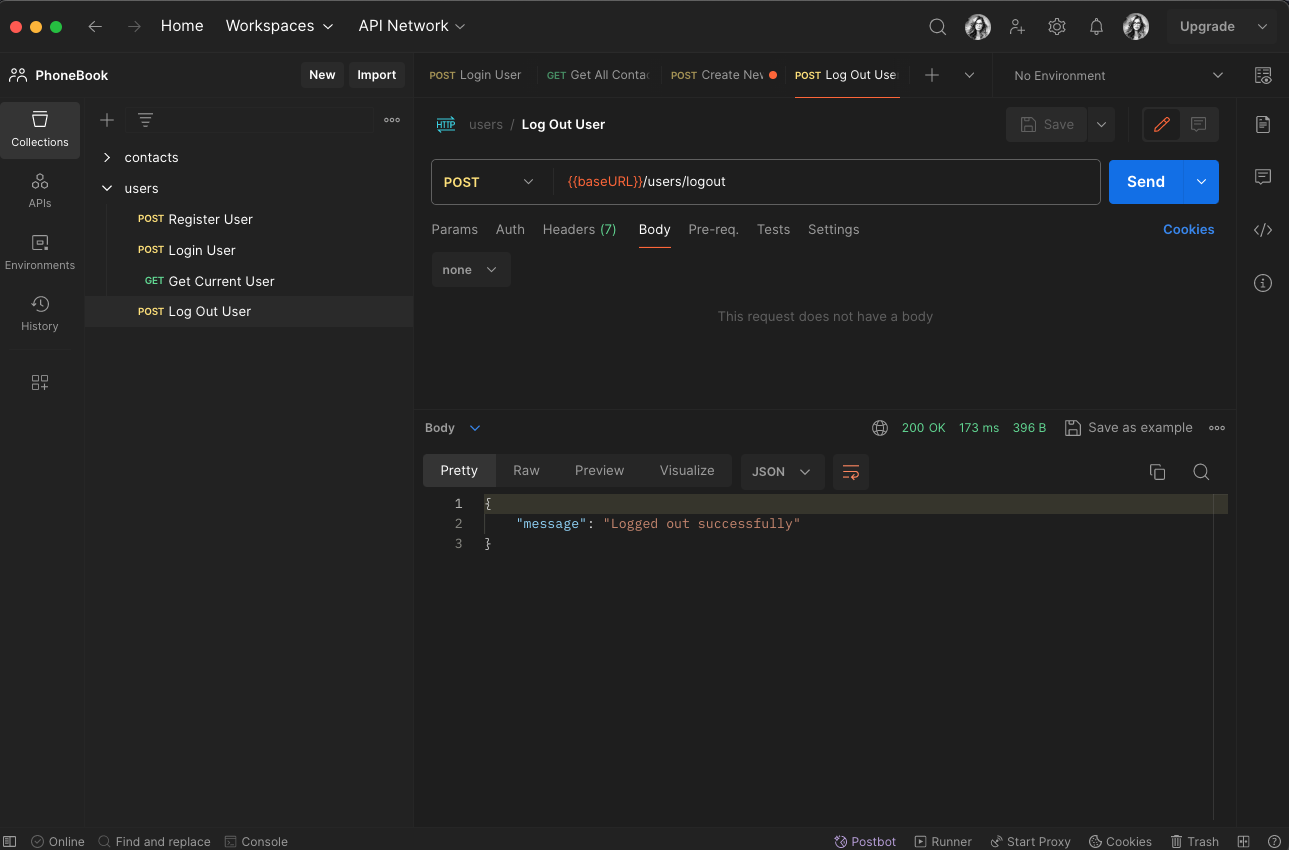 Home Workspaces API Network Upgrade
PhoneBook New Import
POST Login User GET Get All Conta POST Create Nev POST Log Out Use No Environment
Collections
APIs
Environments
History
contacts
users
POST Register User
POST Login User
GET Get Current User
POST Log Out User
HTTP users / Log Out User Save
POST {{baseURL}}/users/logout Send
Params Auth Headers (7) Body Pre-req. Tests Settings Cookies
none
This request does not have a body
Body 200 OK 173 ms 396 B Save as example
Pretty Raw Preview Visualize JSON
1 {
2 "message": "Logged out successfully"
3 }
Online Find and replace Console Postbot Runner Start Proxy Cookies Trash